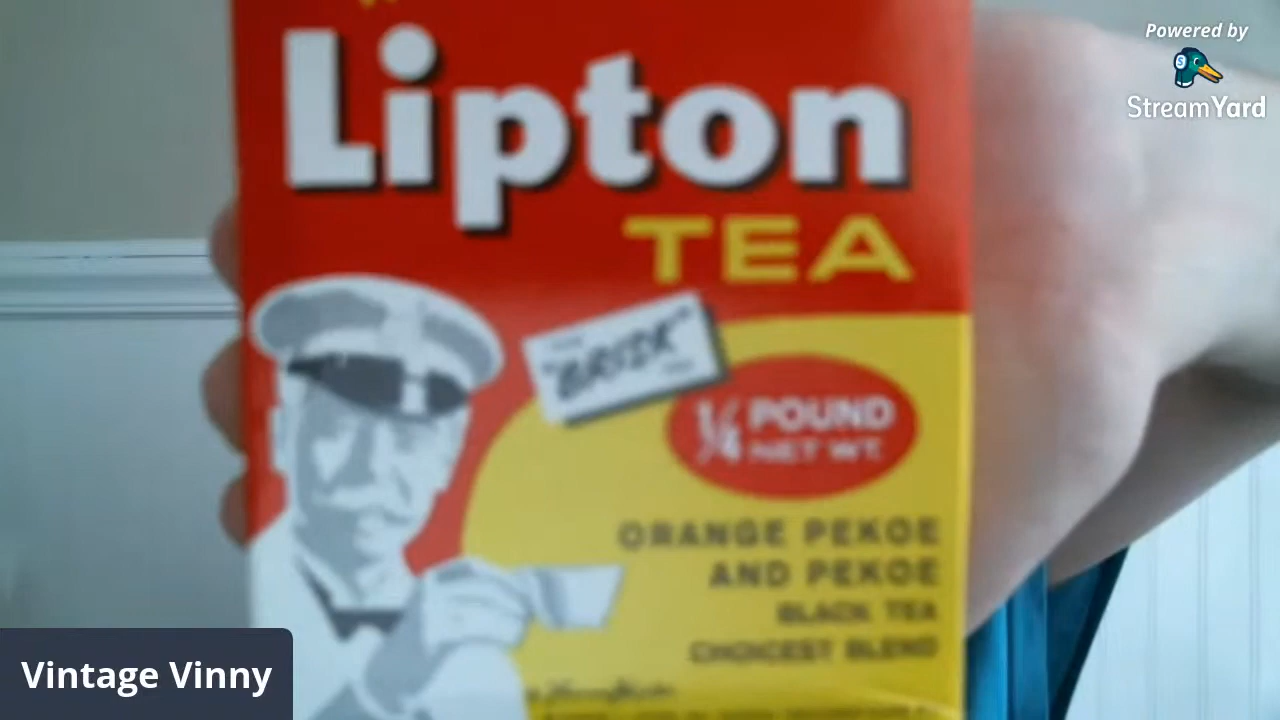 Powered by
StreamYard
Lipton
TEA
"BRISK"
1/4 POUND
NET WT.
ORANGE PEKOE
AND PEKOE
BLACK TEA
CHOICEST BLEND
Vintage Vinny